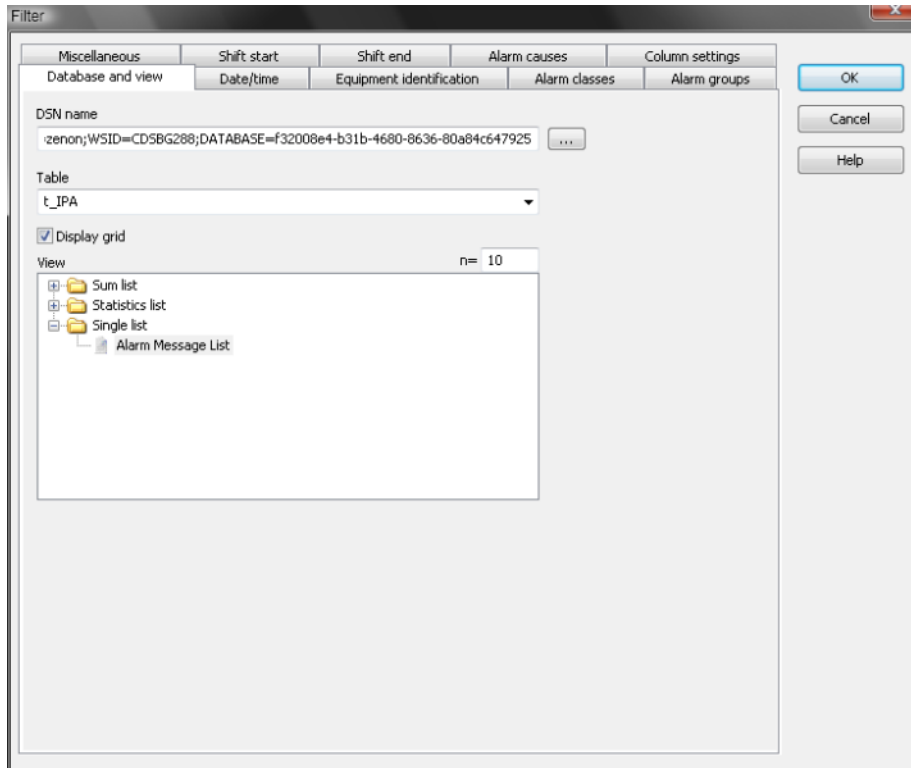 Filter
Miscellaneous Shift start Shift end Alarm causes Column settings
Database and view Date/time Equipment identification Alarm classes Alarm groups
OK
Cancel
Help
DSN name
zenon;WSID=CDSBG288;DATABASE=f32008e4-b31b-4680-8636-80a84c647925 ...
Table
t_IPA
Display grid
View n= 10
Sum list
Statistics list
Single list
Alarm Message List